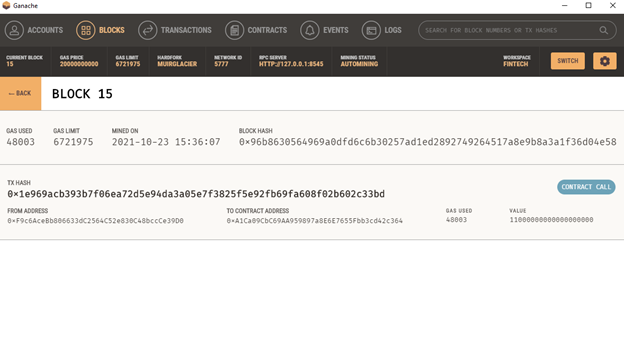 Ganache
ACCOUNTS BLOCKS TRANSACTIONS CONTRACTS EVENTS LOGS SEARCH FOR BLOCK NUMBERS OR TX HASHES
CURRENT BLOCK GAS PRICE GAS LIMIT HARDFORK NETWORK ID RPC SERVER MINING STATUS WORKSPACE SWITCH
15 20000000000 6721975 MUIRGLACIER 5777 HTTP://127.0.0.1:8545 AUTOMINING FINTECH
← BACK BLOCK 15
GAS USED GAS LIMIT MINED ON BLOCK HASH
48003 6721975 2021-10-23 15:36:07 0×96b8630564969a0dfd6c6b30257ad1ed2892749264517a8e9b8a3a1f36d04e58
TX HASH
0×1e969acb393b7f06ea72d5e94da3a05e7f3825f5e92fb69fa608f02b602c33bd CONTRACT CALL
FROM ADDRESS TO CONTRACT ADDRESS GAS USED VALUE
0×F9c6AceBb806633dC2564C52e830C48bccCe39D0 0×A1Ca09CbC69AA959897a8E6E7655Fbb3cd42c364 48003 11000000000000000000